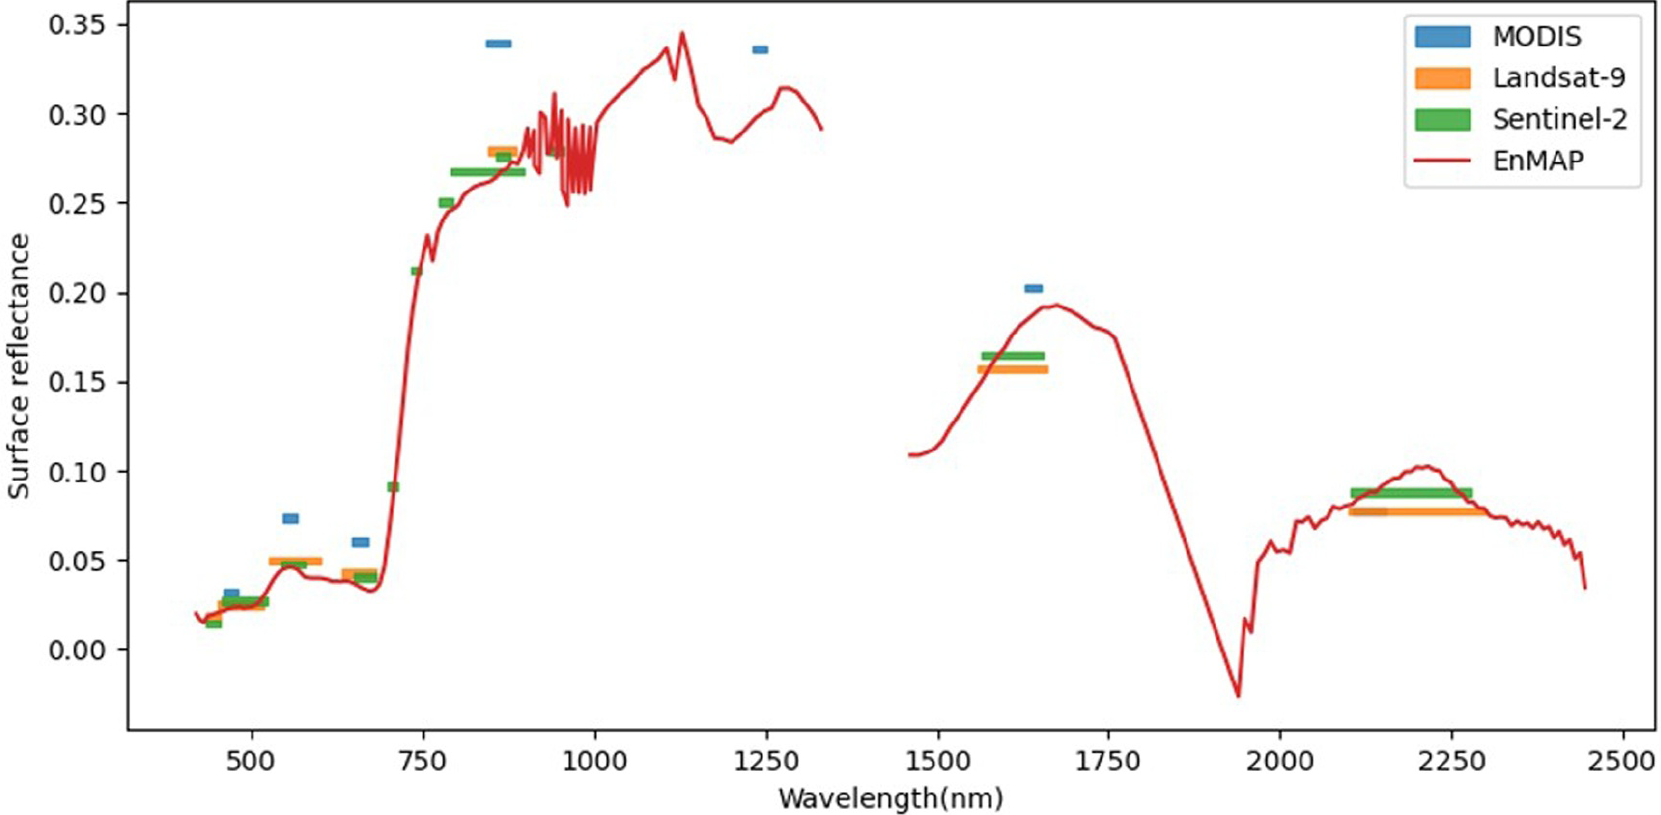 0.35
0.30
0.25
0.20
0.15
0.10
0.05
0.00
Surface reflectance
500 750 1000 1250 1500 1750 2000 2250 2500
Wavelength(nm)
MODIS
Landsat-9
Sentinel-2
EnMAP